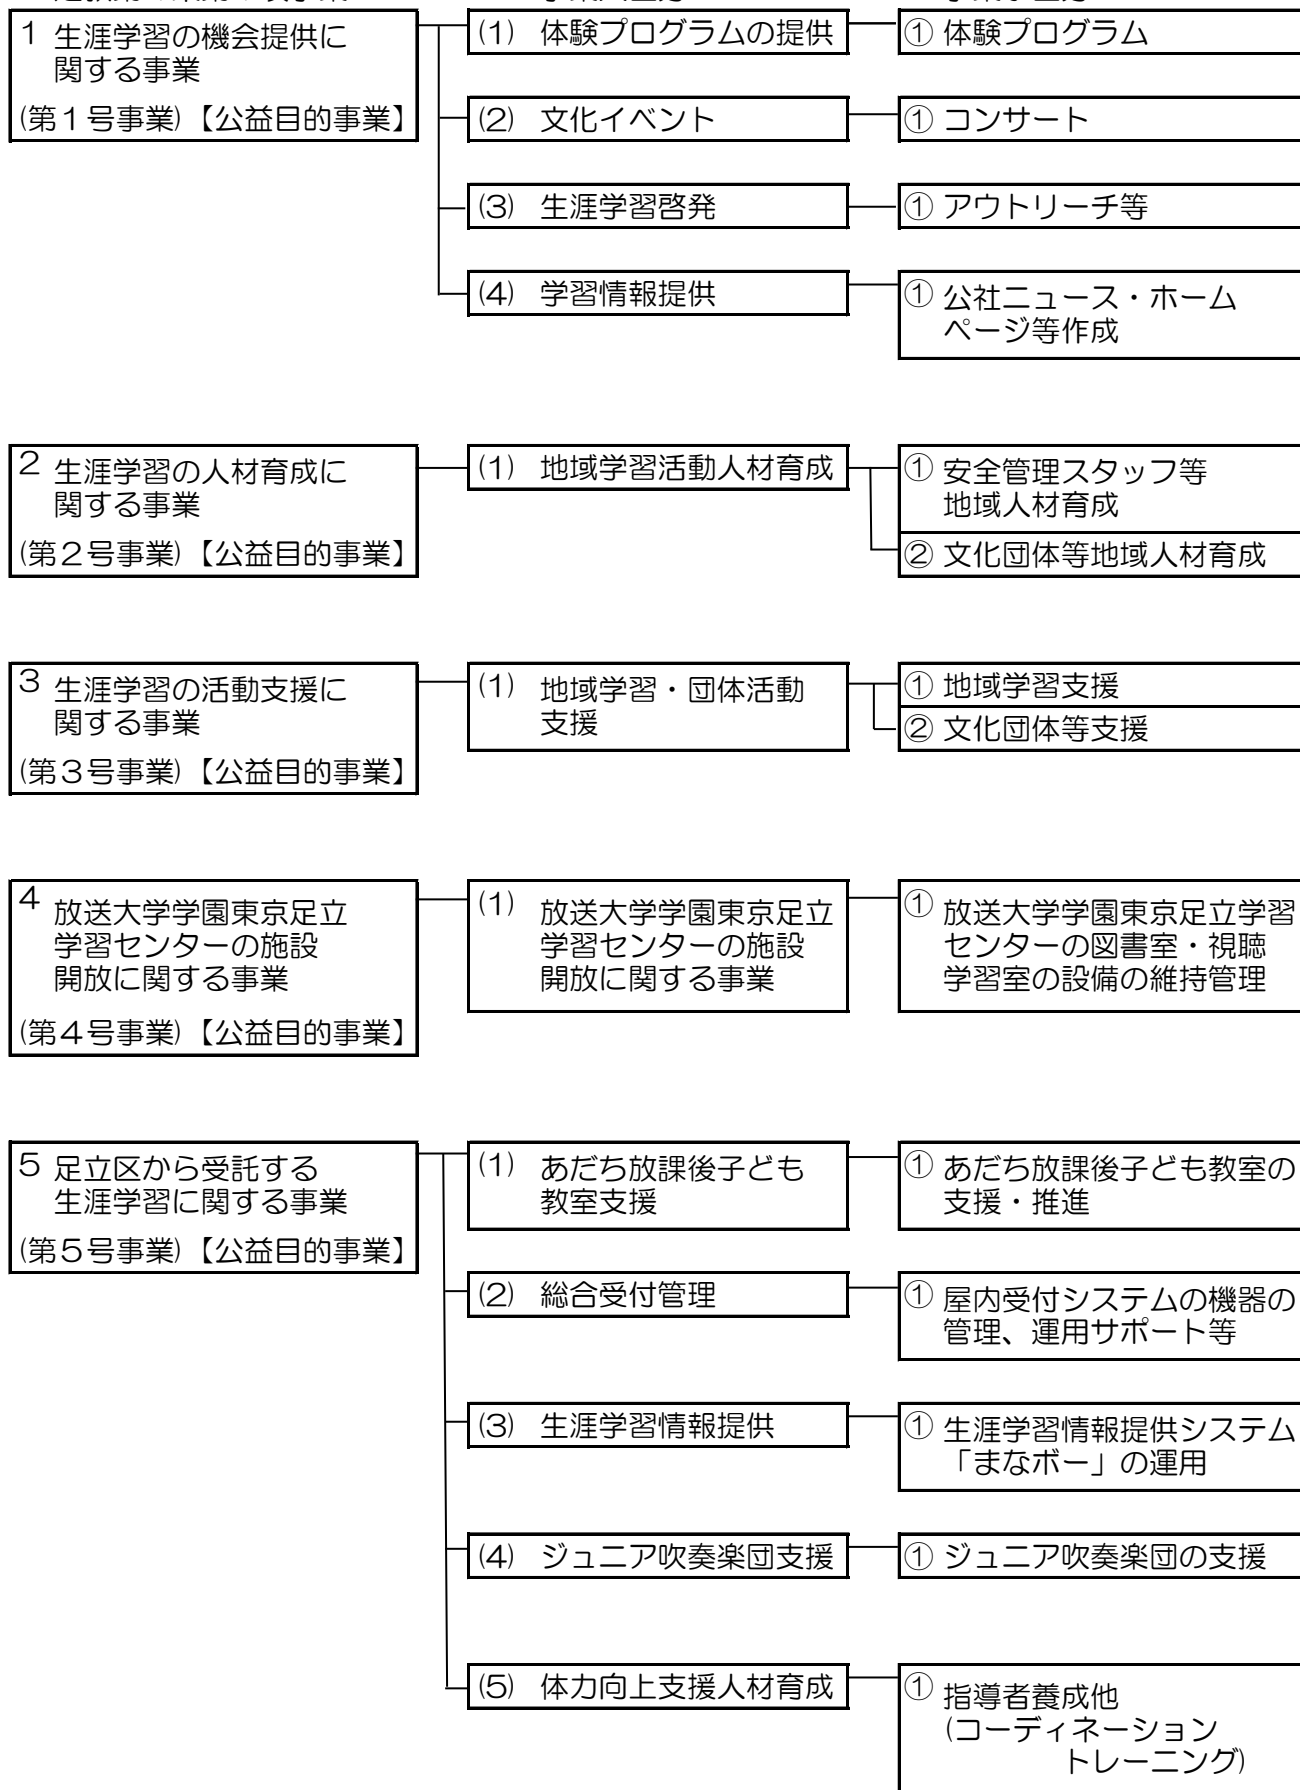 1 生涯学習の機会提供に
関する事業
(第1号事業)【公益目的事業】
(1) 体験プログラムの提供
① 体験プログラム
(2) 文化イベント
① コンサート
(3) 生涯学習啓発
① アウトリーチ等
(4) 学習情報提供
① 公社ニュース・ホーム
ページ等作成
2 生涯学習の人材育成に
関する事業
(第2号事業)【公益目的事業】
(1) 地域学習活動人材育成
① 安全管理スタッフ等
地域人材育成
② 文化団体等地域人材育成
3 生涯学習の活動支援に
関する事業
(第3号事業)【公益目的事業】
(1) 地域学習・団体活動
支援
① 地域学習支援
② 文化団体等支援
4 放送大学学園東京足立
学習センターの施設
開放に関する事業
(第4号事業)【公益目的事業】
(1) 放送大学学園東京足立
学習センターの施設
開放に関する事業
① 放送大学学園東京足立学習
センターの図書室・視聴
学習室の設備の維持管理
5 足立区から受託する
生涯学習に関する事業
(第5号事業)【公益目的事業】
(1) あだち放課後子ども
教室支援
① あだち放課後子ども教室の
支援・推進
(2) 総合受付管理
① 屋内受付システムの機器の
管理、運用サポート等
(3) 生涯学習情報提供
① 生涯学習情報提供システム
「まなボー」の運用
(4) ジュニア吹奏楽団支援
① ジュニア吹奏楽団の支援
(5) 体力向上支援人材育成
① 指導者養成他
(コーディネーション
トレーニング)